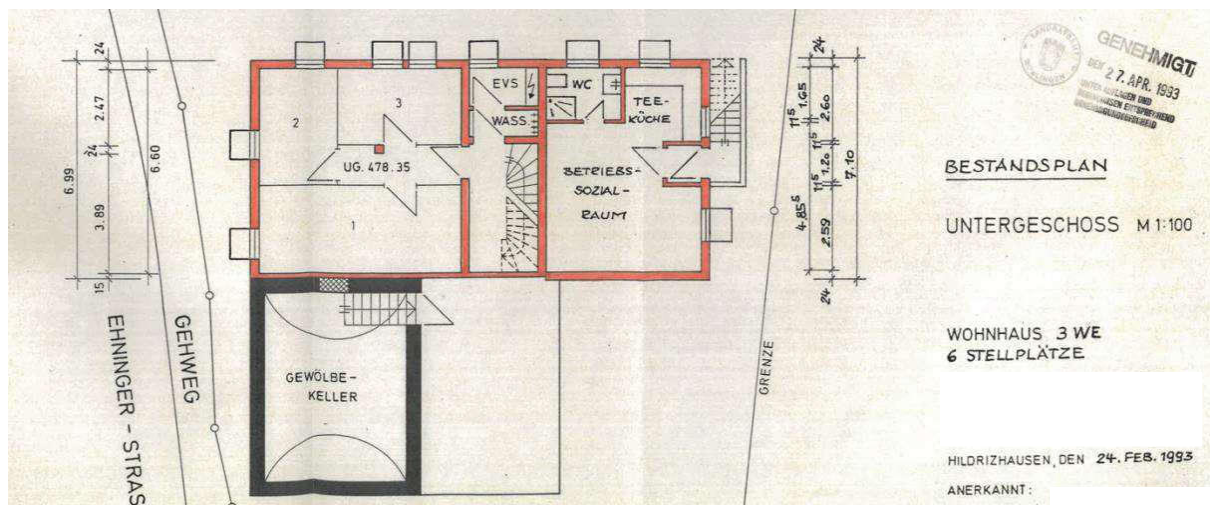 24
2.47
24
3.89
15
6.99
6.60
EHNINGER - STRAS
GEHWEG
2
3
1
UG. 478.35
EVS
WASS.
WC
TEE-
KÜCHE
BETRIEBS-
SOZIAL-
RAUM
GEWÖLBE-
KELLER
24
1.65
11⁵
4.85⁵
2.60
11⁵
1.20
11⁵
2.59
24
7.10
GRENZE
LANDRATSAMT
BÖBLINGEN
GENEHMIGT
DEN 27. APR. 1993
BESTANDSPLAN
UNTERGESCHOSS M 1:100
WOHNHAUS 3 WE
6 STELLPLÄTZE
HILDRIZHAUSEN, DEN 24. FEB. 1993
ANERKANNT: